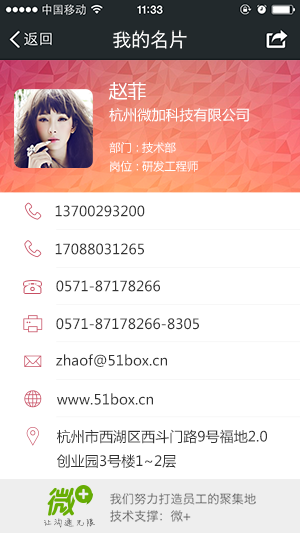 中国移动 11:33
返回 我的名片
赵菲
杭州微加科技有限公司
部门：技术部
岗位：研发工程师
13700293200
17088031265
0571-87178266
0571-87178266-8305
zhaof@51box.cn
www.51box.cn
杭州市西湖区西斗门路9号福地2.0
创业园3号楼1~2层
微+
让沟通无限
我们努力打造员工的聚集地
技术支撑：微+